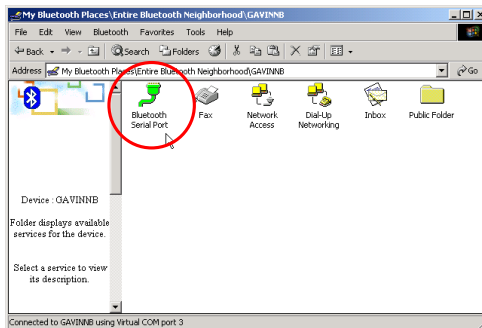 My Bluetooth Places\Entire Bluetooth Neighborhood\GAVINNB
File Edit View Bluetooth Favorites Tools Help
Back Search Folders
Address My Bluetooth Places\Entire Bluetooth Neighborhood\GAVINNB Go
Bluetooth Serial Port
Fax
Network Access
Dial-Up Networking
Inbox
Public Folder
Device : GAVINNB
Folder displays available
services for the device.
Select a service to view
its description.
Connected to GAVINNB using Virtual COM port 3